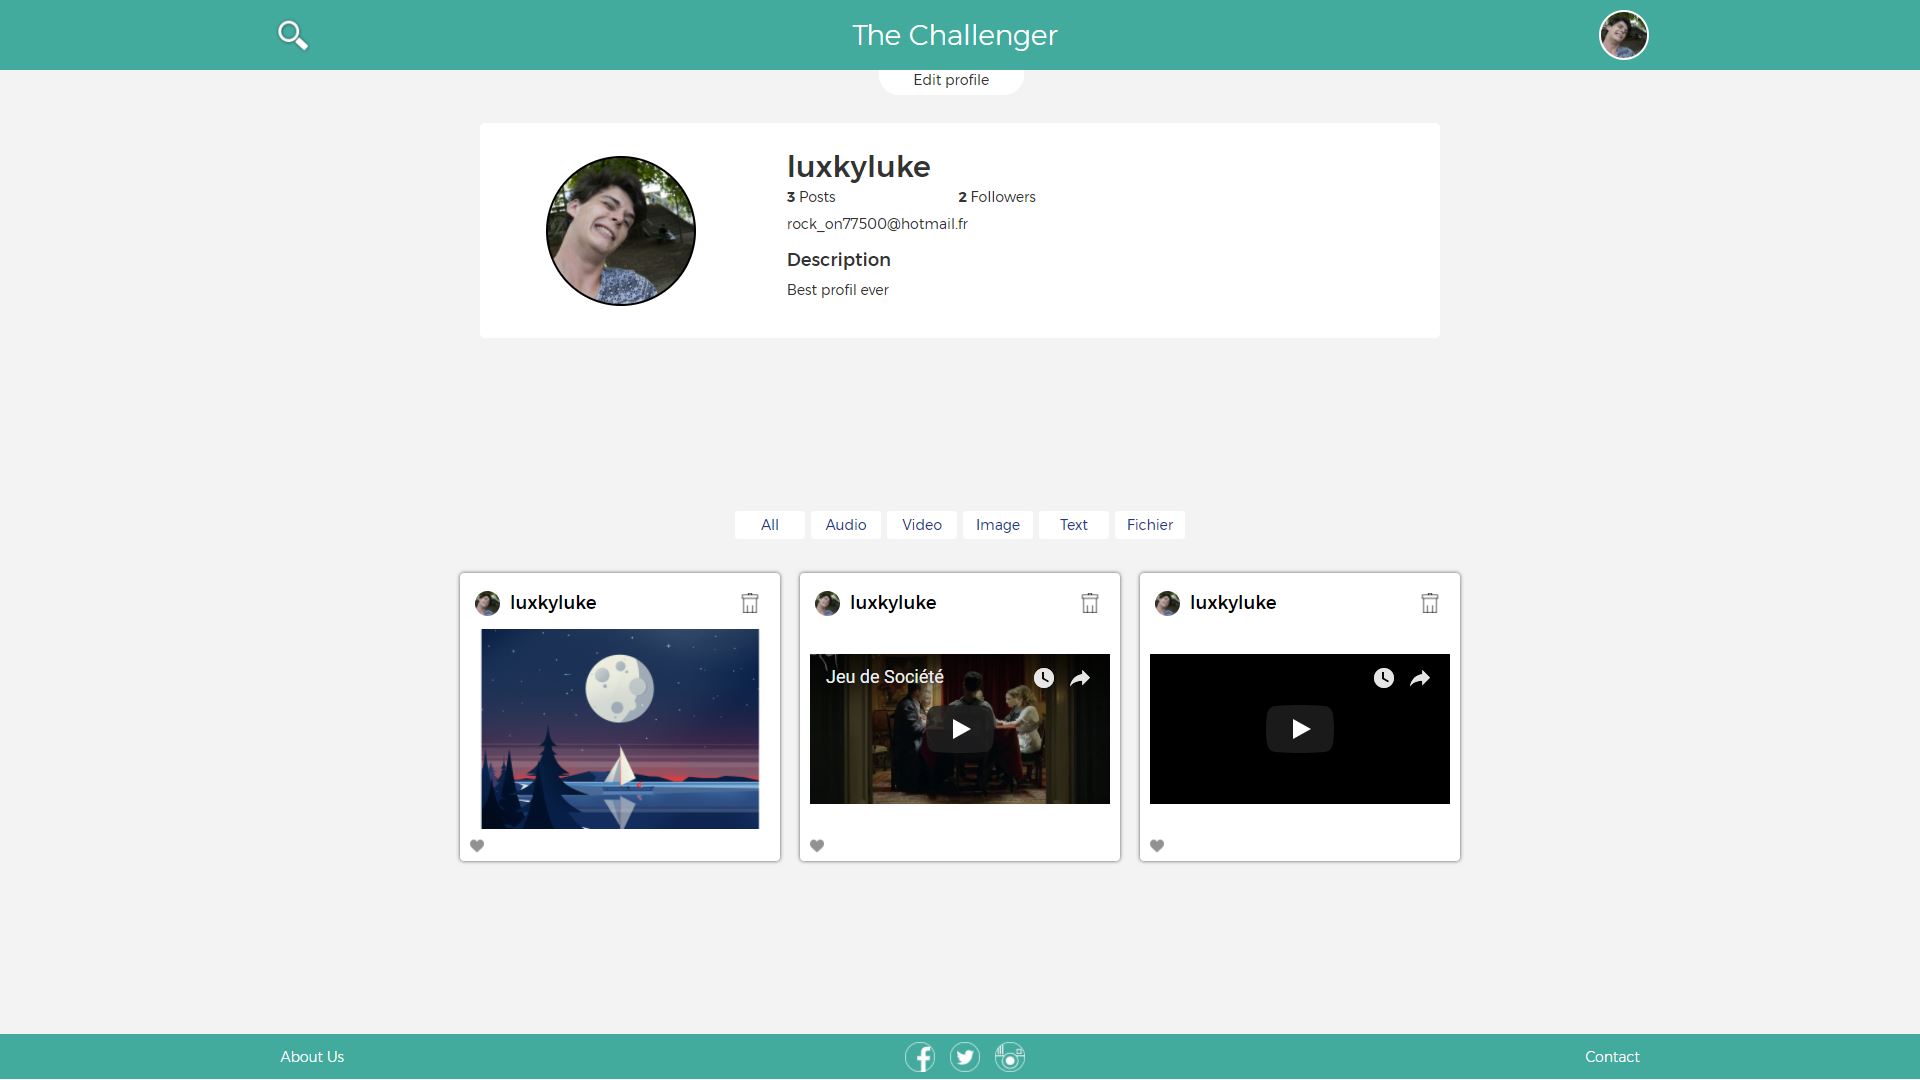 The Challenger
Edit profile
luxkyluke
3 Posts
2 Followers
rock_on77500@hotmail.fr
Description
Best profil ever
All
Audio
Video
Image
Text
Fichier
luxkyluke
luxkyluke
Jeu de Société
luxkyluke
About Us
Contact